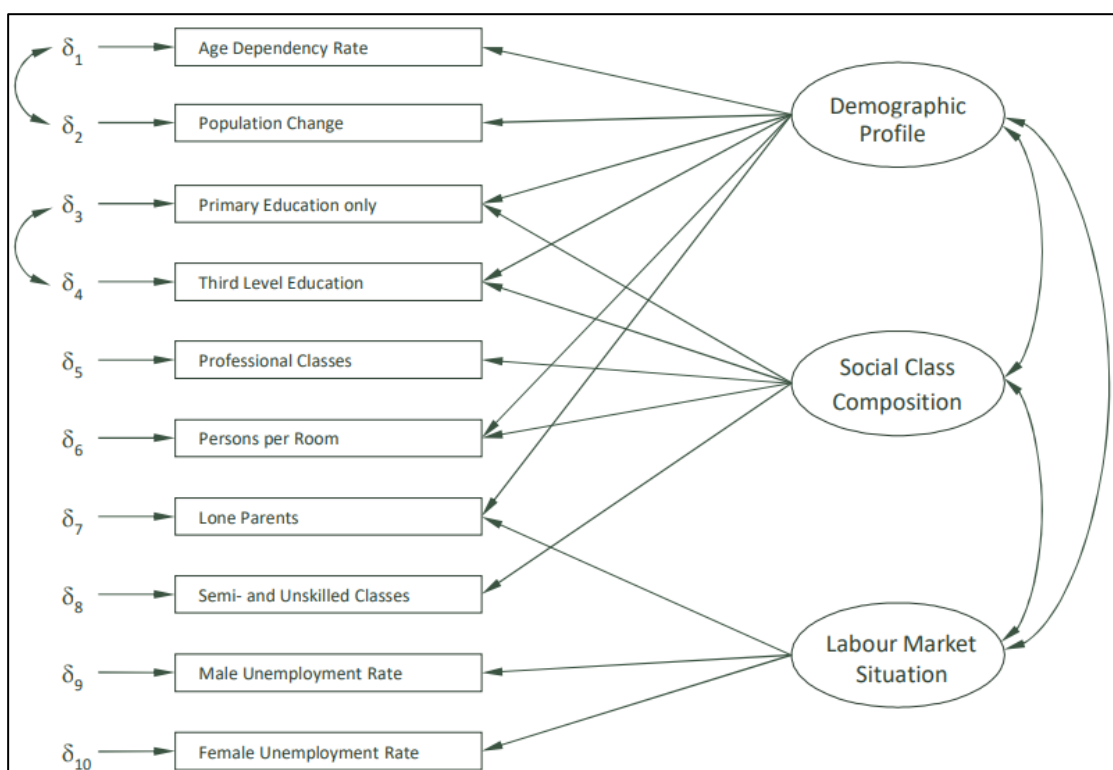 δ1
Age Dependency Rate
δ2
Population Change
δ3
Primary Education only
δ4
Third Level Education
δ5
Professional Classes
δ6
Persons per Room
δ7
Lone Parents
δ8
Semi- and Unskilled Classes
δ9
Male Unemployment Rate
δ10
Female Unemployment Rate
Demographic
Profile
Social Class
Composition
Labour Market
Situation